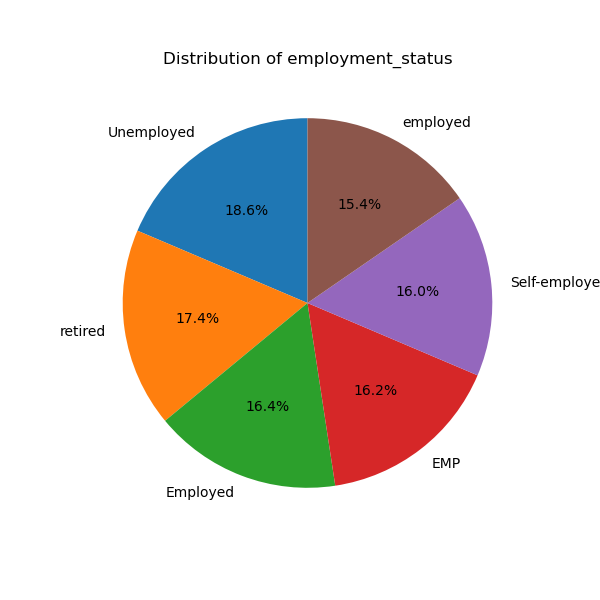 Distribution of employment_status
employed
Unemployed
15.4%
18.6%
Self-employe
16.0%
17.4%
retired
16.2%
16.4%
EMP
Employed